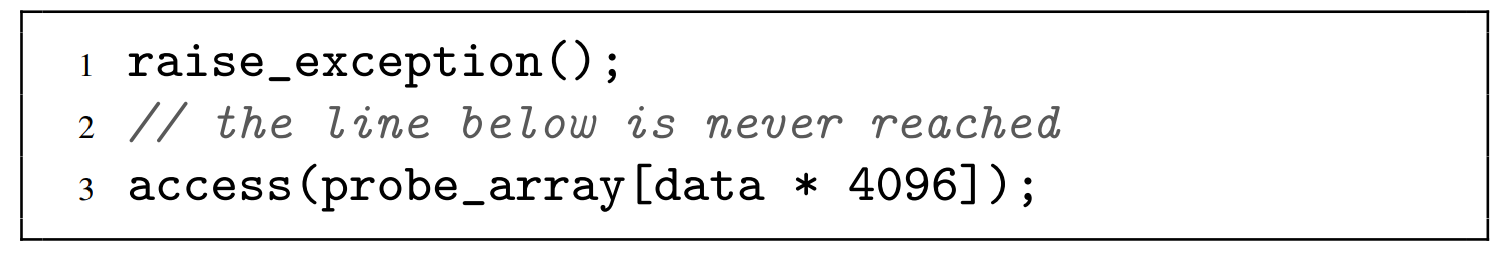 1 raise_exception();
2 // the line below is never reached
3 access(probe_array[data * 4096]);